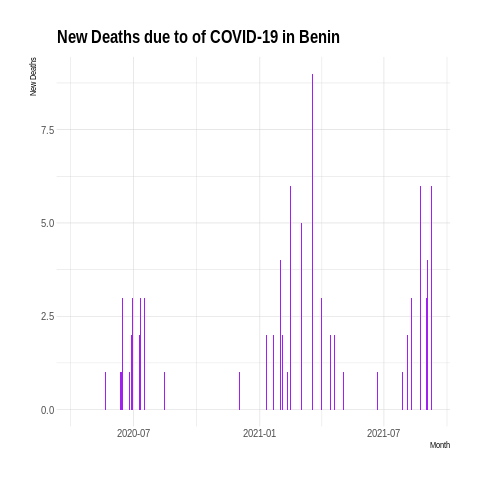 New Deaths due to of COVID-19 in Benin
New Deaths
7.5
5.0
2.5
0.0
2020-07
2021-01
2021-07
Month